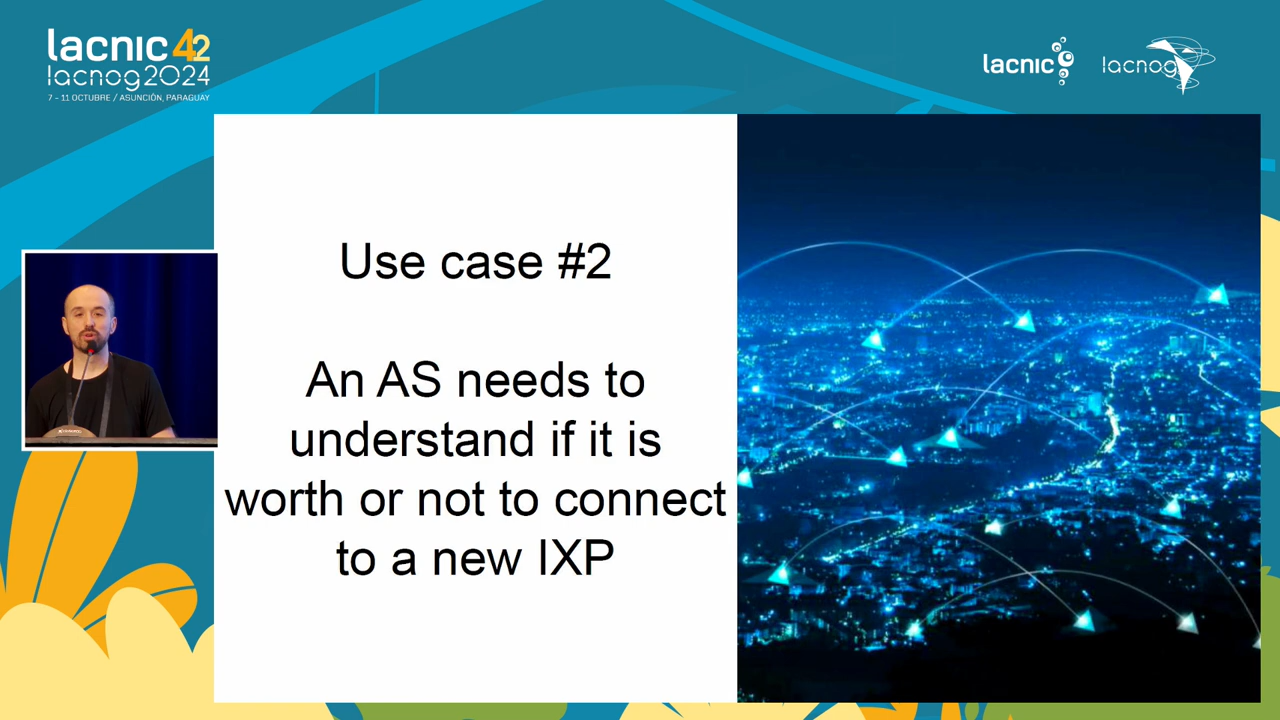 lacnic42
lacnog2024
7 - 11 OCTUBRE / ASUNCIÓN, PARAGUAY
lacnic
lacnog
Use case #2
An AS needs to
understand if it is
worth or not to connect
to a new IXP